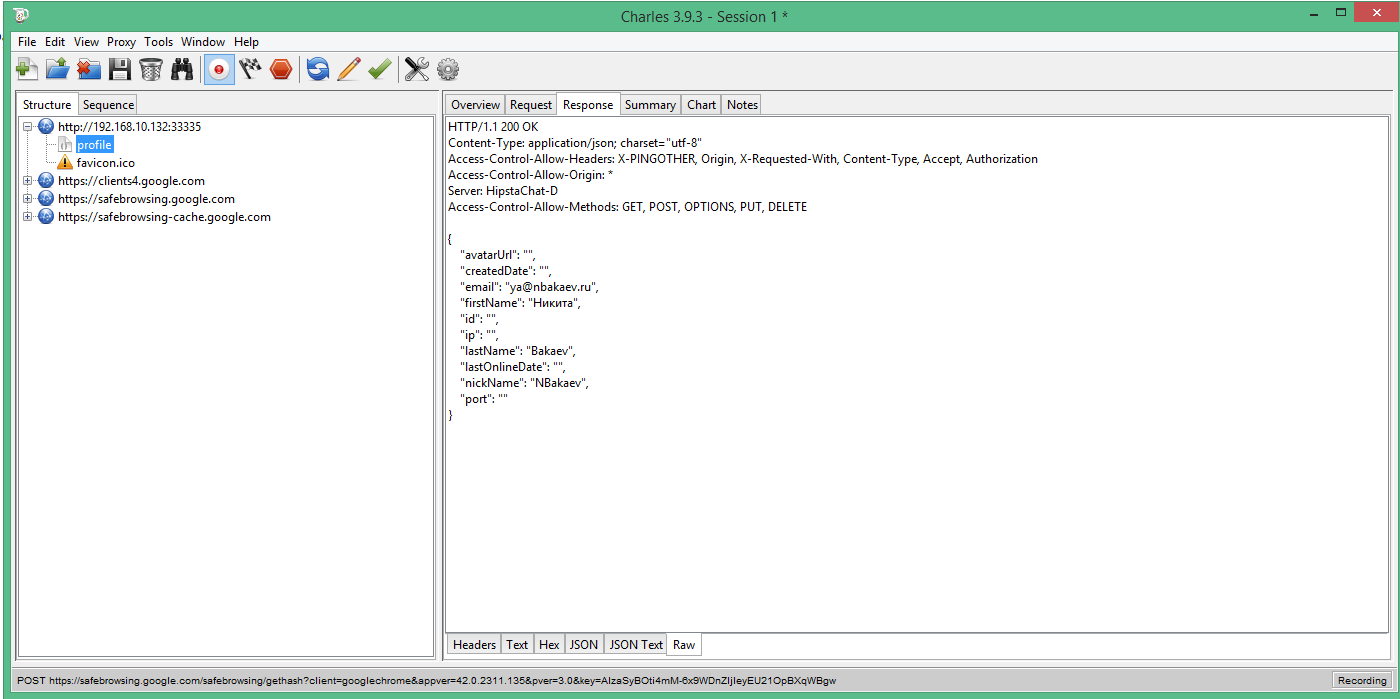 Charles 3.9.3 - Session 1 *
File Edit View Proxy Tools Window Help
Structure Sequence
http://192.168.10.132:33335
profile
favicon.ico
https://clients4.google.com
https://safebrowsing.google.com
https://safebrowsing-cache.google.com
Overview Request Response Summary Chart Notes
HTTP/1.1 200 OK
Content-Type: application/json; charset="utf-8"
Access-Control-Allow-Headers: X-PINGOTHER, Origin, X-Requested-With, Content-Type, Accept, Authorization
Access-Control-Allow-Origin: *
Server: HipstaChat-D
Access-Control-Allow-Methods: GET, POST, OPTIONS, PUT, DELETE
{
"avatarUrl": "",
"createdDate": "",
"email": "ya@nbakaev.ru",
"firstName": "Никита",
"id": "",
"ip": "",
"lastName": "Bakaev",
"lastOnlineDate": "",
"nickName": "NBakaev",
"port": ""
}
Headers Text Hex JSON JSON Text Raw
POST https://safebrowsing.google.com/safebrowsing/gethash?client=googlechrome&appver=42.0.2311.135&pver=3.0&key=AIzaSyBOti4mM-6x9WDnZIjIeyEU21OpBXqWBgw
Recording